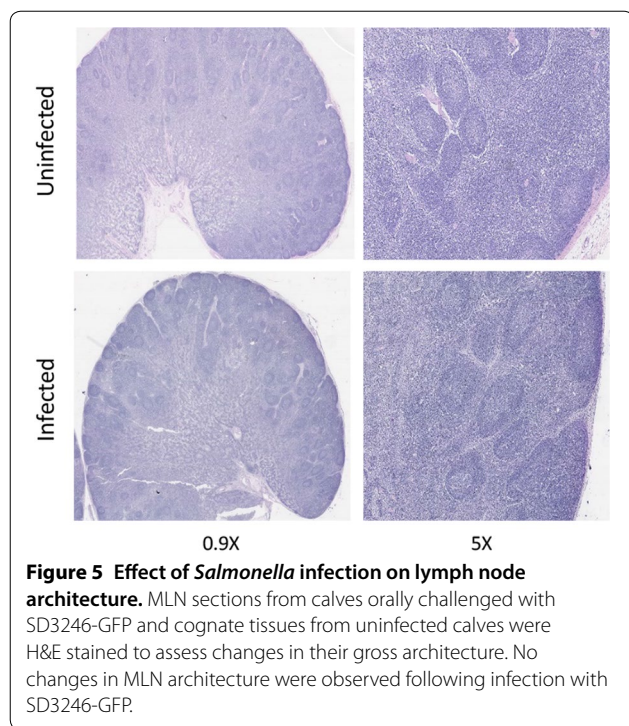 Uninfected
Infected
0.9X
5X
Figure 5 Effect of Salmonella infection on lymph node
architecture. MLN sections from calves orally challenged with
SD3246-GFP and cognate tissues from uninfected calves were
H&E stained to assess changes in their gross architecture. No
changes in MLN architecture were observed following infection with
SD3246-GFP.